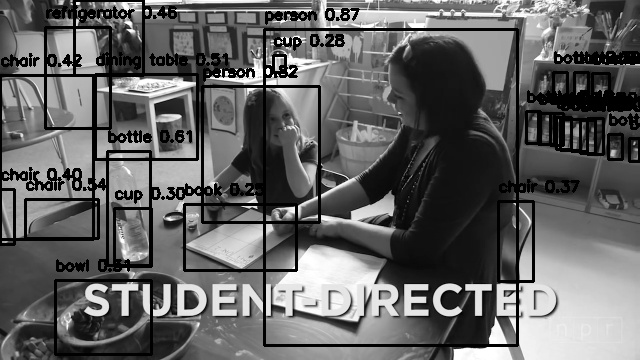 refrigerator 0.46
person 0.87
cup 0.28
chair 0.42
dining table 0.51
person 0.82
bottle 0.61
chair 0.40
chair 0.54
cup 0.30
book 0.25
chair 0.37
bowl 0.31
STUDENT-DIRECTED
npr